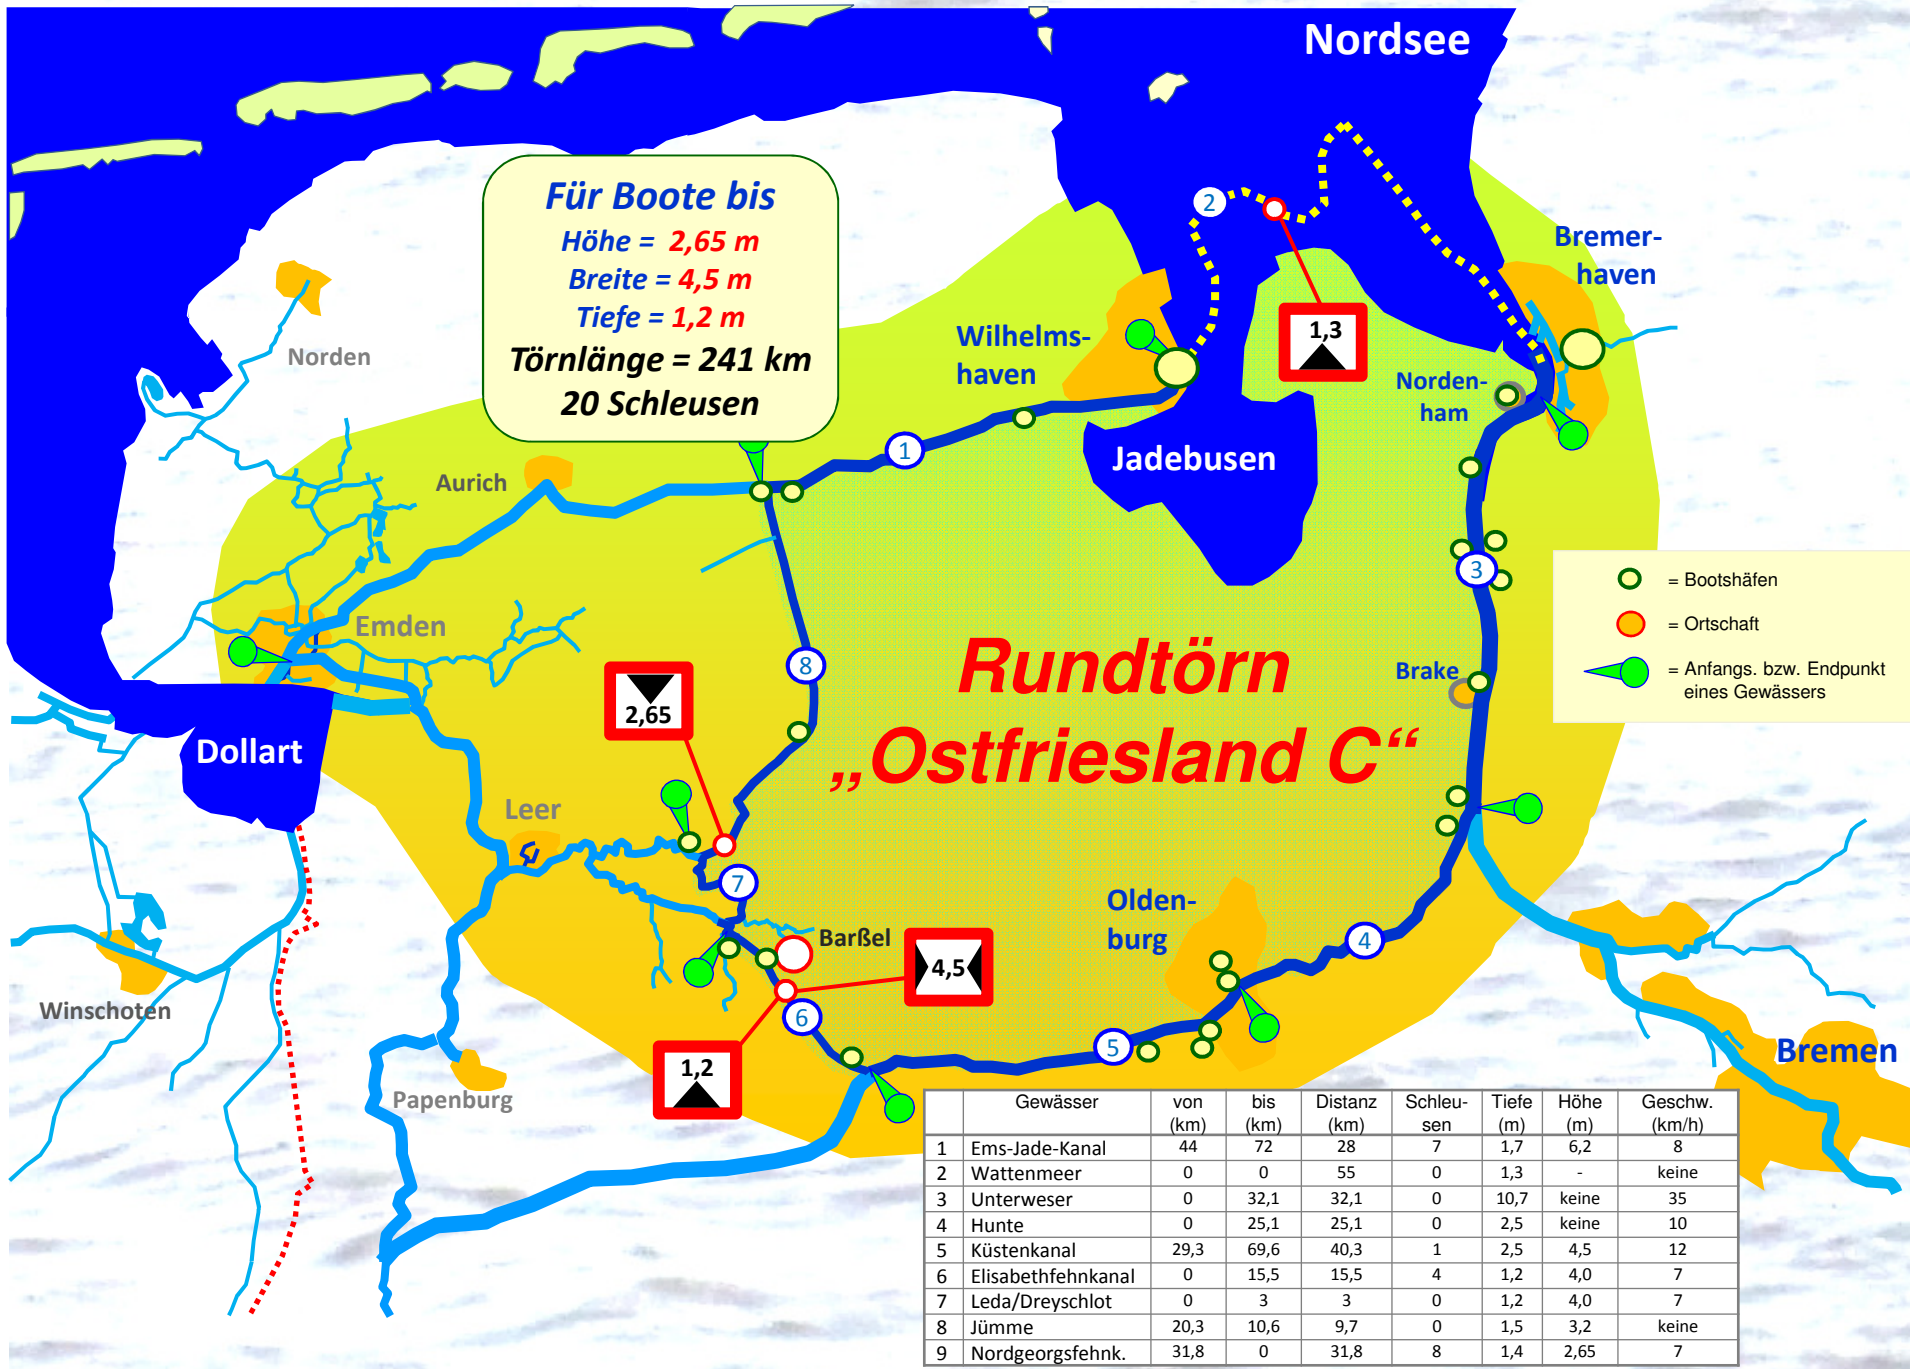 Nordsee
Für Boote bis
Höhe = 2,65 m
Breite = 4,5 m
Tiefe = 1,2 m
Törnlänge = 241 km
20 Schleusen
2
Bremer-
haven
Wilhelms-
haven
1,3
Norden
Norden-
ham
1
Jadebusen
Aurich
3
= Bootshäfen
= Ortschaft
= Anfangs. bzw. Endpunkt
eines Gewässers
Emden
8
Rundtörn
„Ostfriesland C“
Brake
2,65
Dollart
Leer
7
Olden-
burg
Barßel
4
4,5
Winschoten
6
5
Bremen
1,2
Papenburg
Gewässer von (km) bis (km) Distanz (km) Schleu-sen Tiefe (m) Höhe (m) Geschw. (km/h)
1 Ems-Jade-Kanal 44 72 28 7 1,7 6,2 8
2 Wattenmeer 0 0 55 0 1,3 - keine
3 Unterweser 0 32,1 32,1 0 10,7 keine 35
4 Hunte 0 25,1 25,1 0 2,5 keine 10
5 Küstenkanal 29,3 69,6 40,3 1 2,5 4,5 12
6 Elisabethfehnkanal 0 15,5 15,5 4 1,2 4,0 7
7 Leda/Dreyschlot 0 3 3 0 1,2 4,0 7
8 Jümme 20,3 10,6 9,7 0 1,5 3,2 keine
9 Nordgeorgsfehnk. 31,8 0 31,8 8 1,4 2,65 7